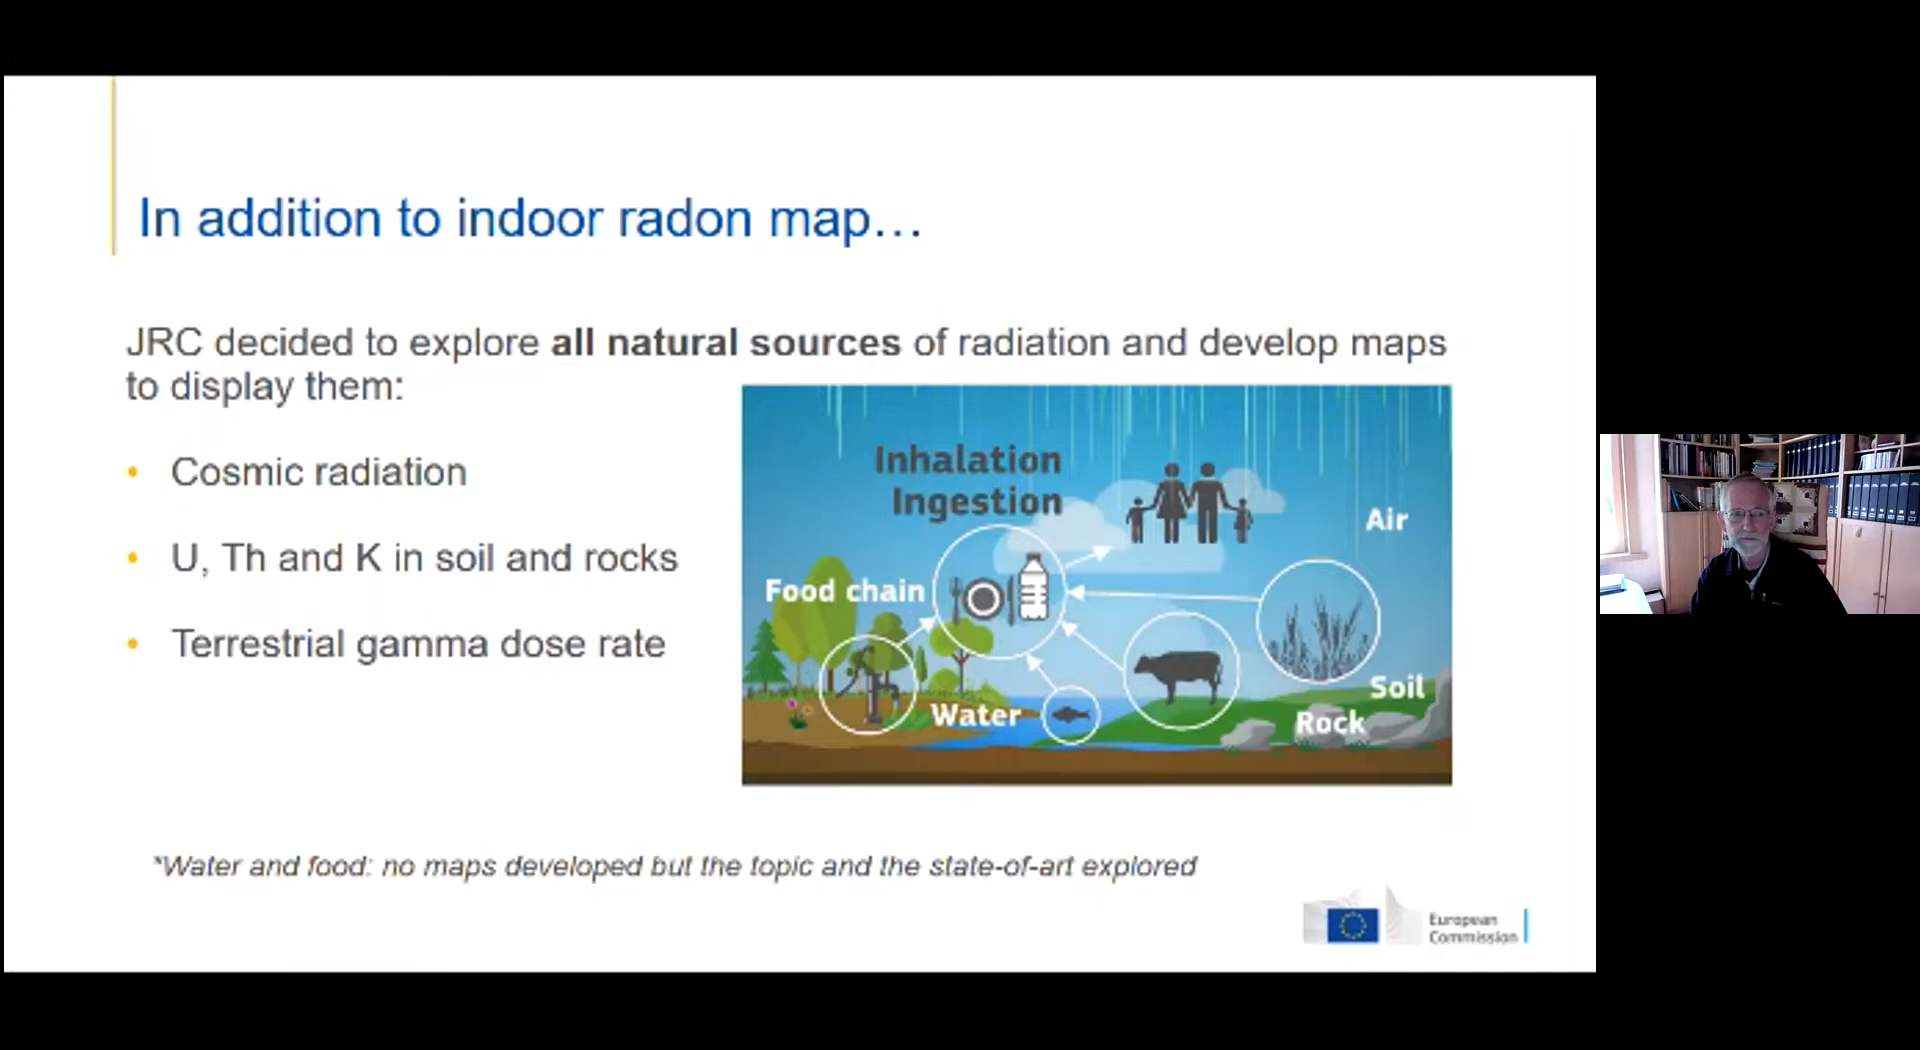 In addition to indoor radon map…
JRC decided to explore all natural sources of radiation and develop maps
to display them:
• Cosmic radiation
• U, Th and K in soil and rocks
• Terrestrial gamma dose rate
Inhalation
Ingestion
Air
Food chain
Water
Soil
Rock
*Water and food: no maps developed but the topic and the state-of-art explored
European
Commission